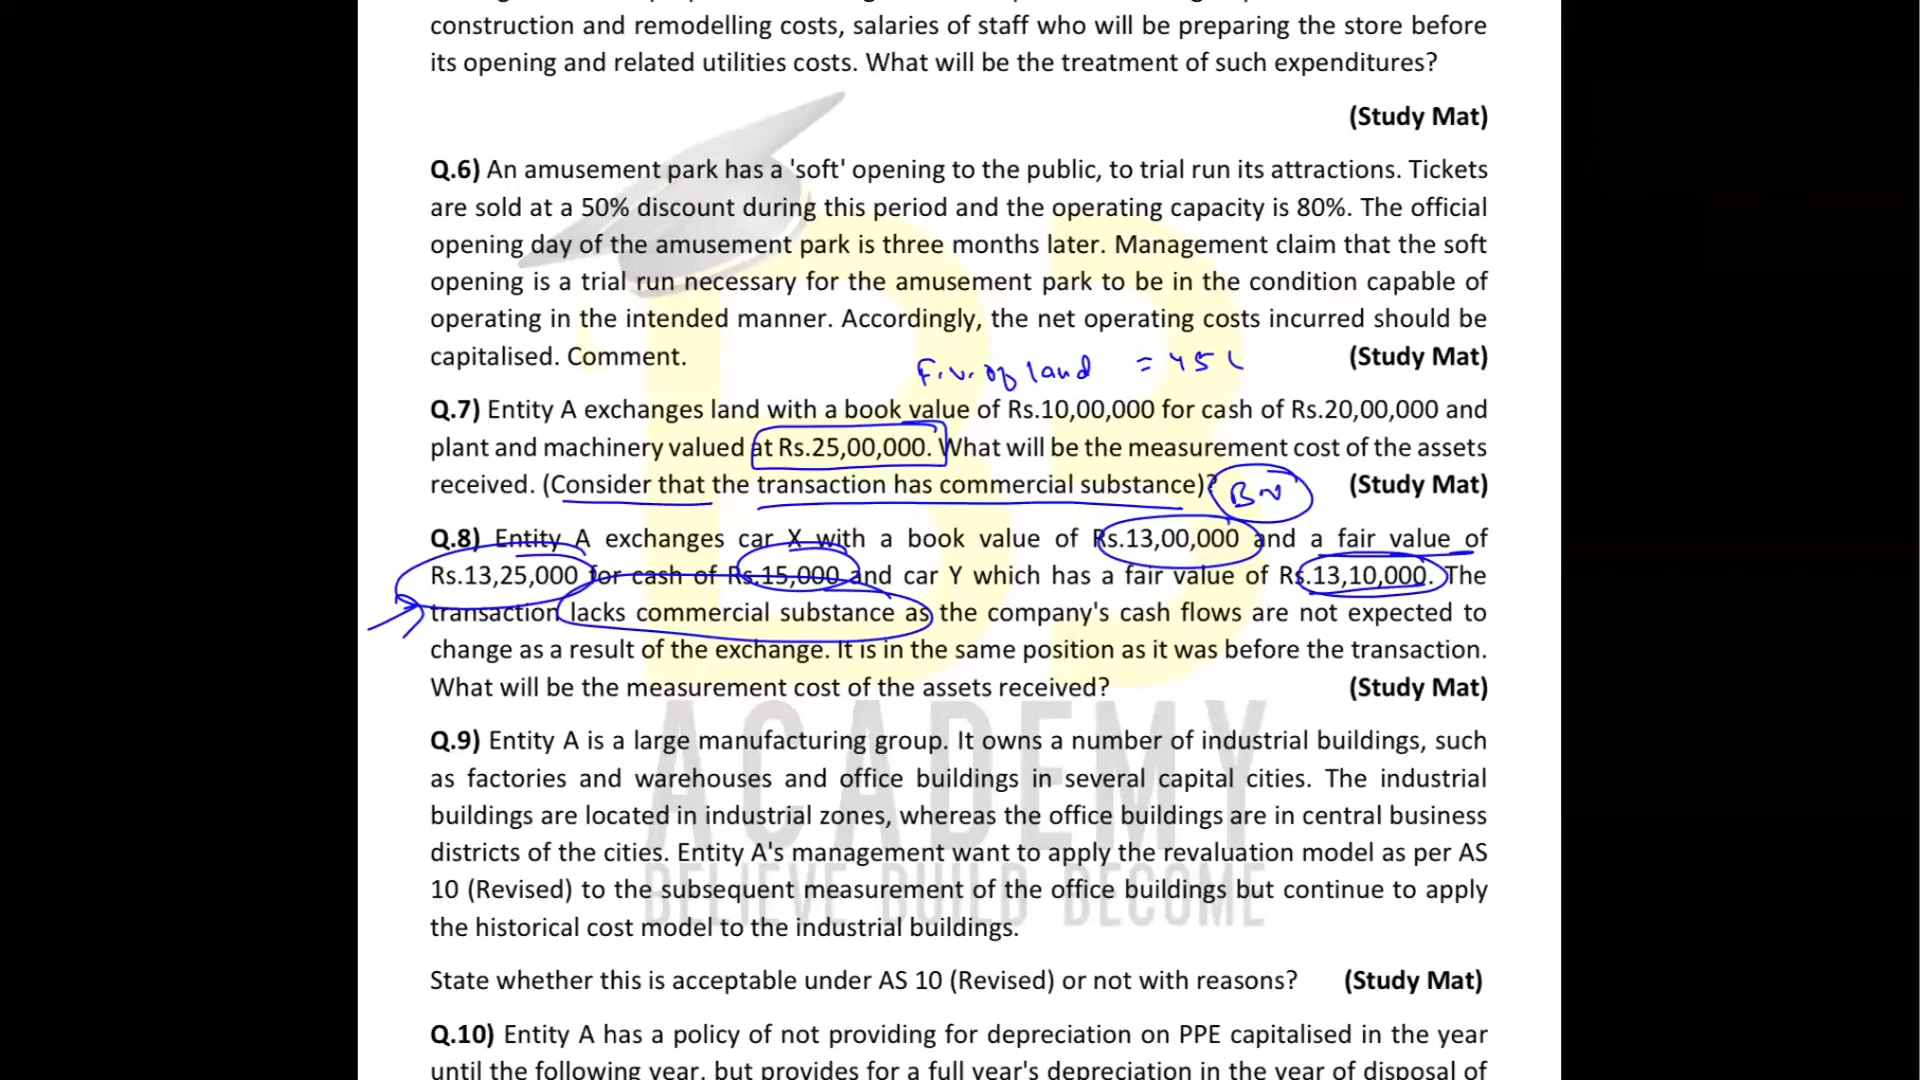 construction and remodelling costs, salaries of staff who will be preparing the store before
its opening and related utilities costs. What will be the treatment of such expenditures?
(Study Mat)
Q.6) An amusement park has a 'soft' opening to the public, to trial run its attractions. Tickets
are sold at a 50% discount during this period and the operating capacity is 80%. The official
opening day of the amusement park is three months later. Management claim that the soft
opening is a trial run necessary for the amusement park to be in the condition capable of
operating in the intended manner. Accordingly, the net operating costs incurred should be
capitalised. Comment. (Study Mat)
F.V. of land = 45 L
Q.7) Entity A exchanges land with a book value of Rs.10,00,000 for cash of Rs.20,00,000 and
plant and machinery valued at Rs.25,00,000. What will be the measurement cost of the assets
received. (Consider that the transaction has commercial substance)? (Study Mat)
BV
Q.8) Entity A exchanges car X with a book value of Rs.13,00,000 and a fair value of
Rs.13,25,000 for cash of Rs.15,000 and car Y which has a fair value of Rs.13,10,000. The
transaction lacks commercial substance as the company's cash flows are not expected to
change as a result of the exchange. It is in the same position as it was before the transaction.
What will be the measurement cost of the assets received? (Study Mat)
Q.9) Entity A is a large manufacturing group. It owns a number of industrial buildings, such
as factories and warehouses and office buildings in several capital cities. The industrial
buildings are located in industrial zones, whereas the office buildings are in central business
districts of the cities. Entity A's management want to apply the revaluation model as per AS
10 (Revised) to the subsequent measurement of the office buildings but continue to apply
the historical cost model to the industrial buildings.
State whether this is acceptable under AS 10 (Revised) or not with reasons? (Study Mat)
Q.10) Entity A has a policy of not providing for depreciation on PPE capitalised in the year
until the following year, but provides for a full year's depreciation in the year of disposal of
BB
ACADEMY
BELIEVE BUILD BECOME